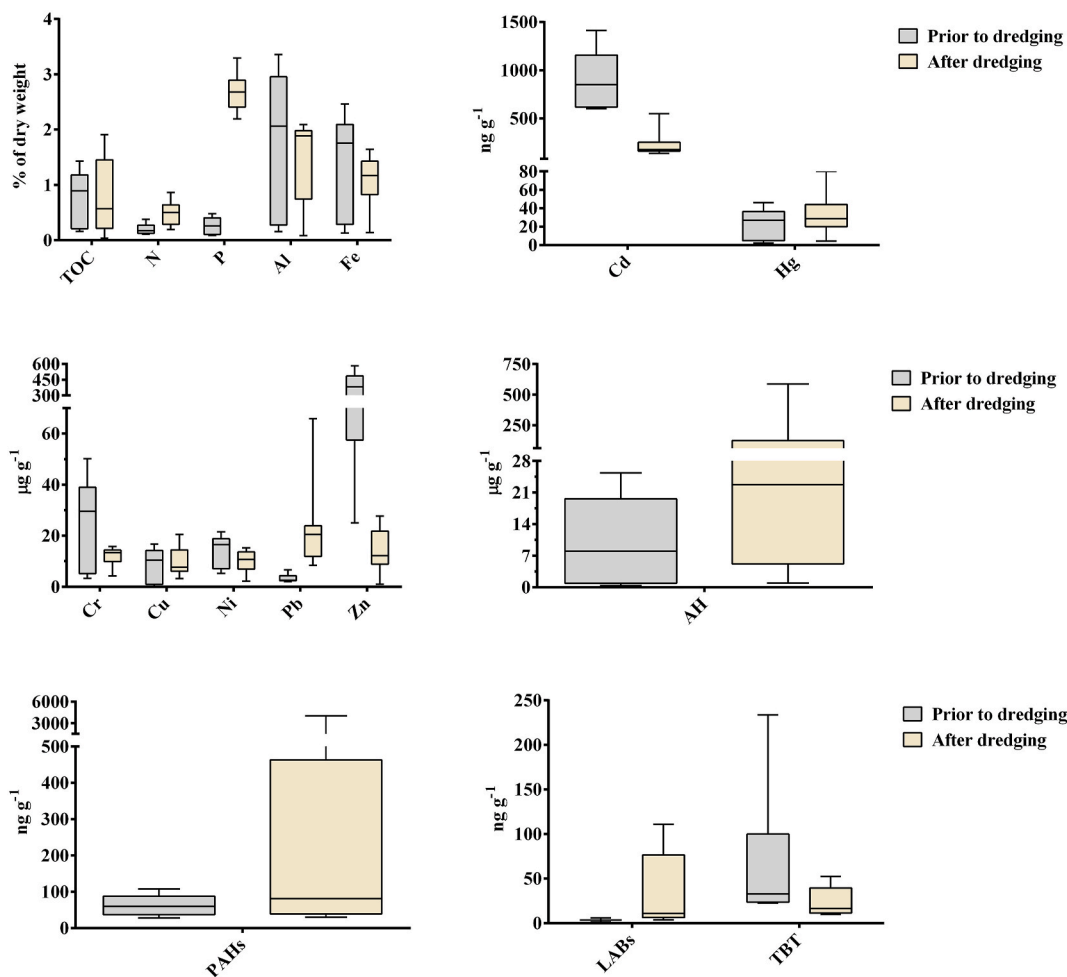 4
3
2
1
0
% of dry weight
TOC
N
P
Al
Fe
1500
1000
500
80
60
40
20
0
ng g⁻¹
Cd
Hg
Prior to dredging
After dredging
600
450
300
60
40
20
0
µg g⁻¹
Cr
Cu
Ni
Pb
Zn
750
500
250
28
21
14
7
0
µg g⁻¹
AH
Prior to dredging
After dredging
6000
3000
500
400
300
200
100
0
ng g⁻¹
PAHs
250
200
150
100
50
0
ng g⁻¹
LABs
TBT
Prior to dredging
After dredging